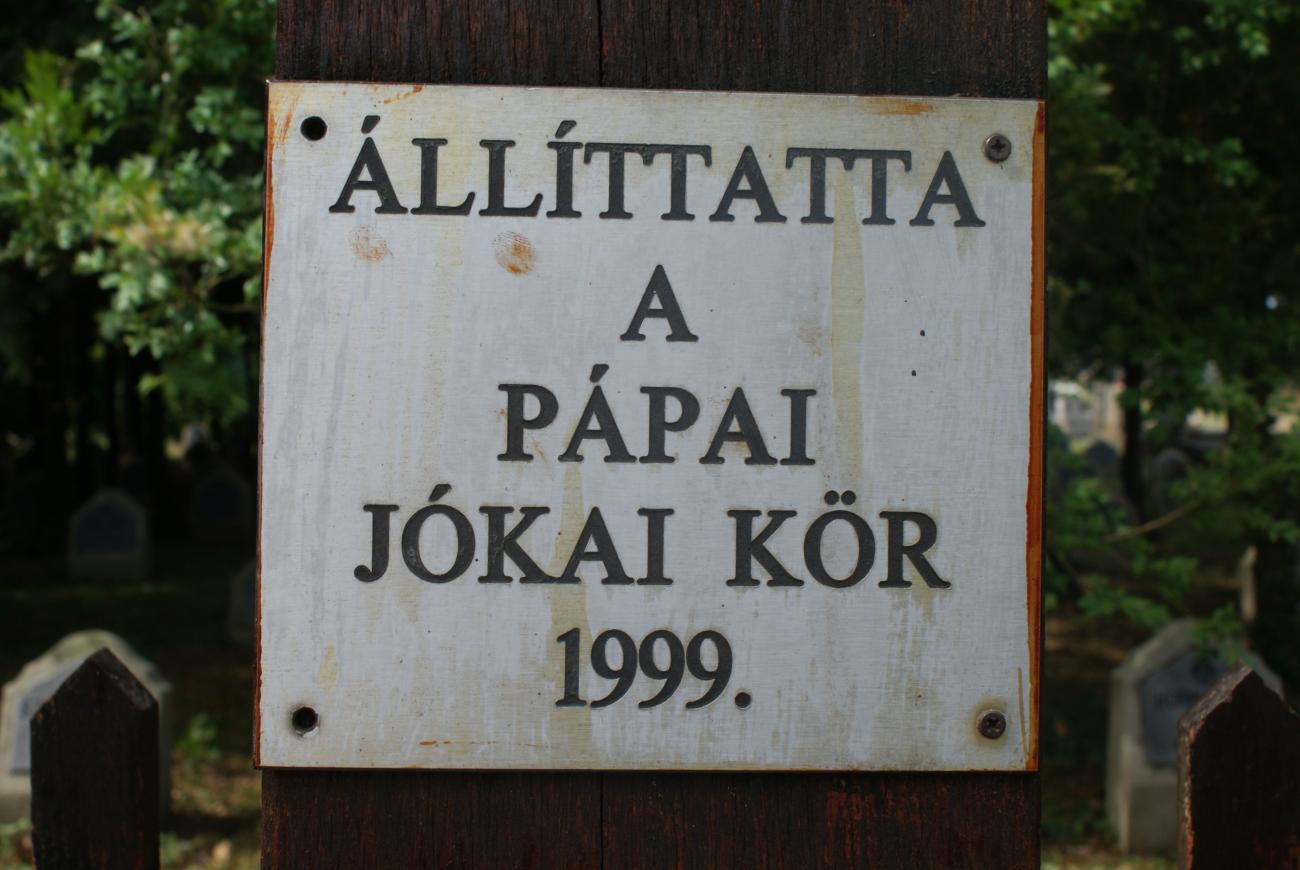 ÁLLÍTTATTA
A
PÁPAI
JÓKAI KÖR
1999.